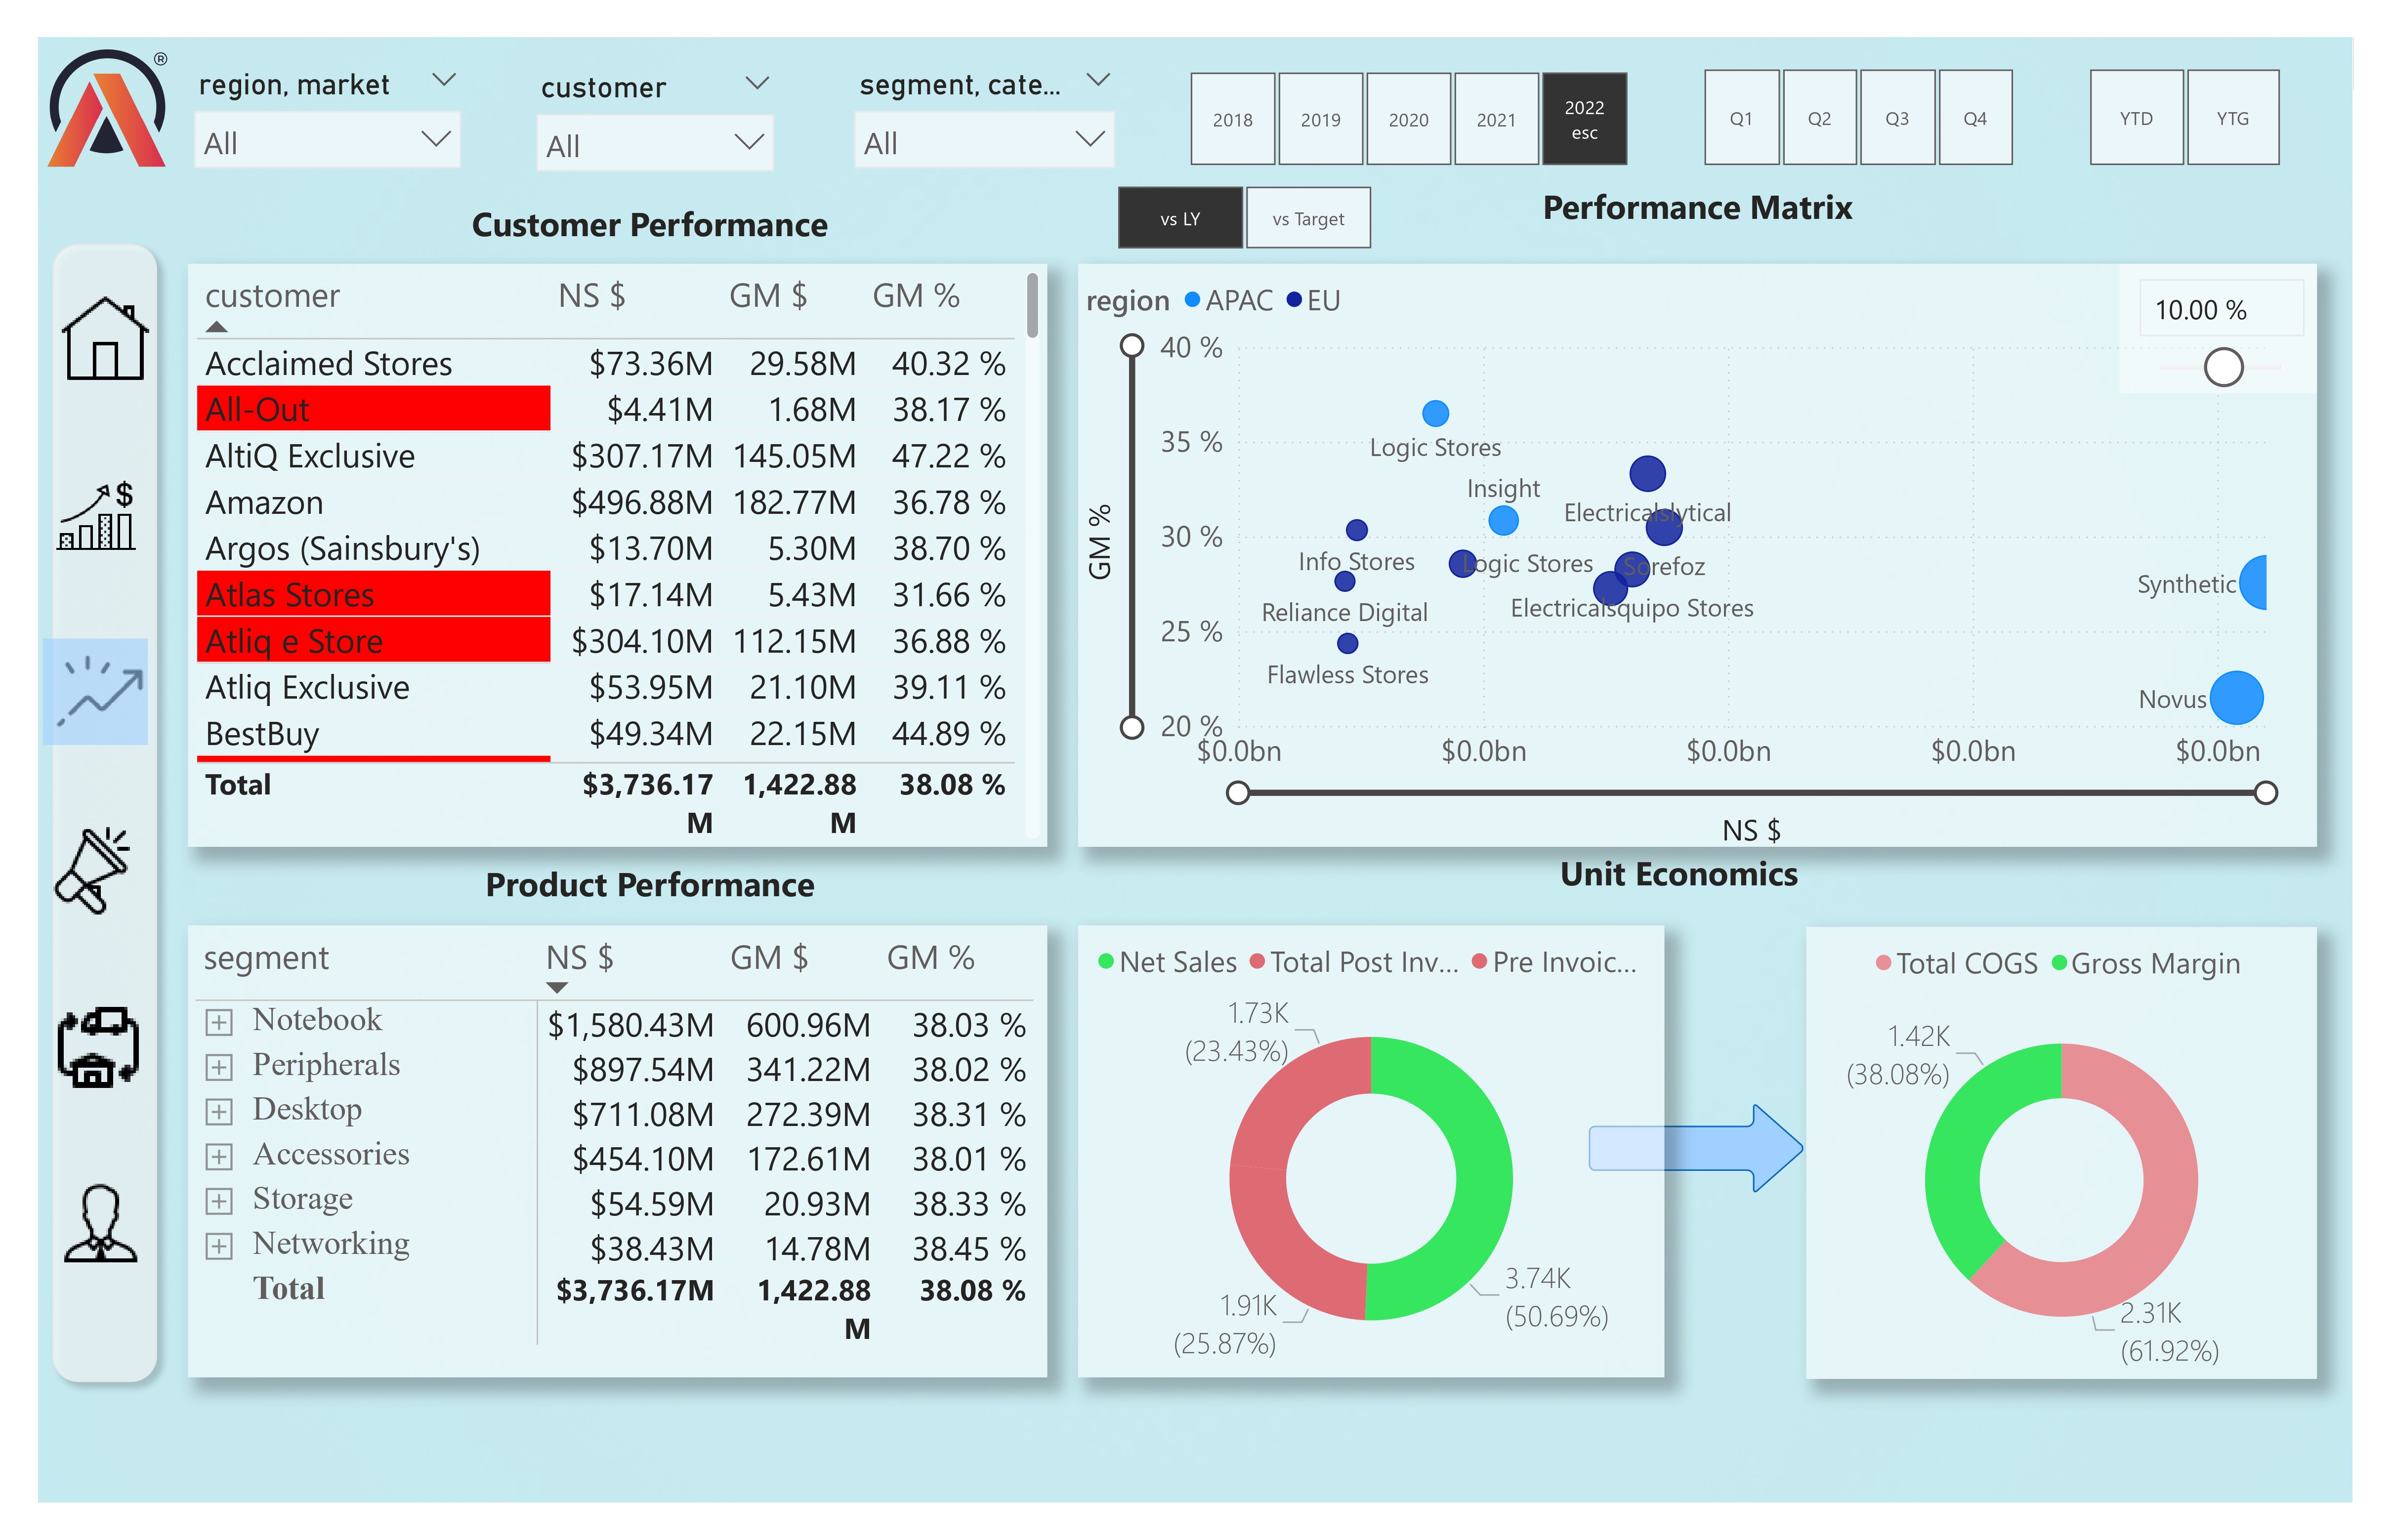 ®
region, market
All
customer
All
segment, cate...
All
2018
2019
2020
2021
2022
esc
Q1
Q2
Q3
Q4
YTD
YTG
vs LY
vs Target
Customer Performance
Performance Matrix
customer NS $ GM $ GM %
Acclaimed Stores $73.36M 29.58M 40.32 %
All-Out $4.41M 1.68M 38.17 %
AltiQ Exclusive $307.17M 145.05M 47.22 %
Amazon $496.88M 182.77M 36.78 %
Argos (Sainsbury's) $13.70M 5.30M 38.70 %
Atlas Stores $17.14M 5.43M 31.66 %
Atliq e Store $304.10M 112.15M 36.88 %
Atliq Exclusive $53.95M 21.10M 39.11 %
BestBuy $49.34M 22.15M 44.89 %
Total $3,736.17 1,422.88 38.08 %
M M
region APAC EU
10.00 %
GM %
40 %
35 %
30 %
25 %
20 %
Logic Stores
Insight
Info Stores
Logic Stores
Sorefoz
Reliance Digital
Flawless Stores
Synthetic
Novus
$0.0bn $0.0bn $0.0bn $0.0bn $0.0bn
NS $
Product Performance
segment NS $ GM $ GM %
Notebook $1,580.43M 600.96M 38.03 %
Peripherals $897.54M 341.22M 38.02 %
Desktop $711.08M 272.39M 38.31 %
Accessories $454.10M 172.61M 38.01 %
Storage $54.59M 20.93M 38.33 %
Networking $38.43M 14.78M 38.45 %
Total $3,736.17M 1,422.88 38.08 %
M
Unit Economics
Net Sales Total Post Inv... Pre Invoic...
1.73K
(23.43%)
3.74K
(50.69%)
1.91K
(25.87%)
Total COGS Gross Margin
1.42K
(38.08%)
2.31K
(61.92%)